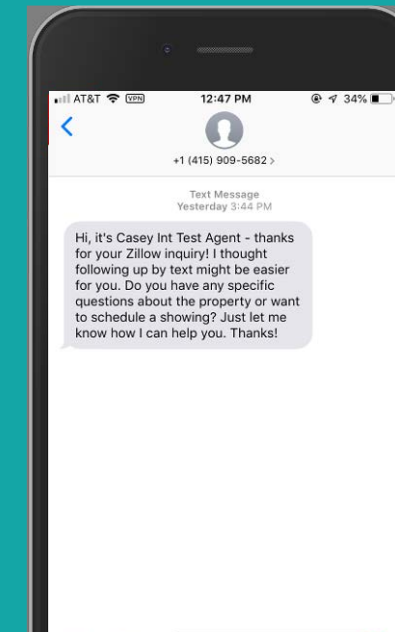 AT&T VPN 12:47 PM 34%
+1 (415) 909-5682 >
Text Message
Yesterday 3:44 PM
Hi, it's Casey Int Test Agent - thanks
for your Zillow inquiry! I thought
following up by text might be easier
for you. Do you have any specific
questions about the property or want
to schedule a showing? Just let me
know how I can help you. Thanks!